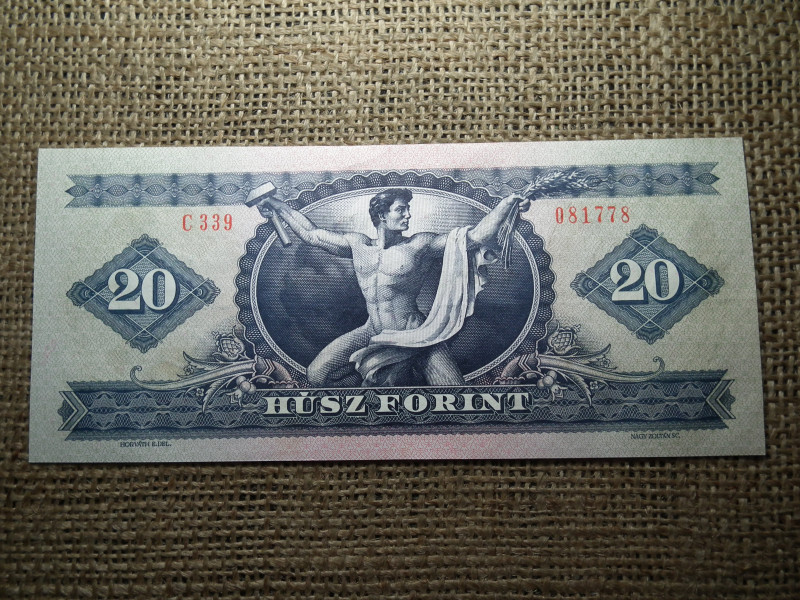 C 339 081778
20 20
HÚSZ FORINT
HORVÁTH E. DEL. NAGY ZOLTÁN SC.